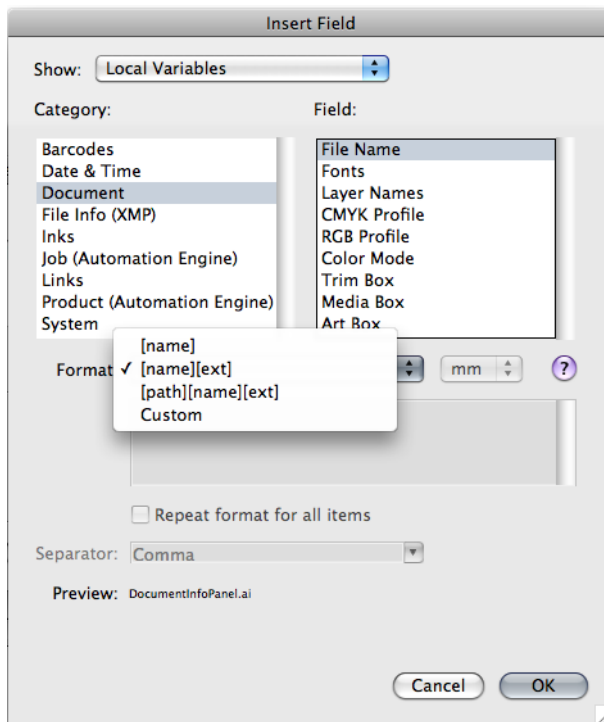 Insert Field
Show: Local Variables
Category: Field:
Barcodes
Date & Time
Document
File Info (XMP)
Inks
Job (Automation Engine)
Links
Product (Automation Engine)
System
File Name
Fonts
Layer Names
CMYK Profile
RGB Profile
Color Mode
Trim Box
Media Box
Art Box
Format
[name]
✓ [name][ext]
[path][name][ext]
Custom
mm ?
Repeat format for all items
Separator: Comma
Preview: DocumentInfoPanel.ai
Cancel OK